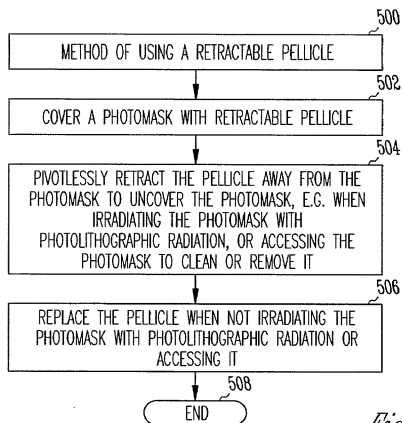 500
METHOD OF USING A RETRACTABLE PELLICLE
502
COVER A PHOTOMASK WITH RETRACTABLE PELLICLE
504
PIVOTLESSLY RETRACT THE PELLICLE AWAY FROM THE
PHOTOMASK TO UNCOVER THE PHOTOMASK, E.G. WHEN
IRRADIATING THE PHOTOMASK WITH
PHOTOLITHOGRAPHIC RADIATION, OR ACCESSING THE
PHOTOMASK TO CLEAN OR REMOVE IT
506
REPLACE THE PELLICLE WHEN NOT IRRADIATING THE
PHOTOMASK WITH PHOTOLITHOGRAPHIC RADIATION OR
ACCESSING IT
508
END
Fig